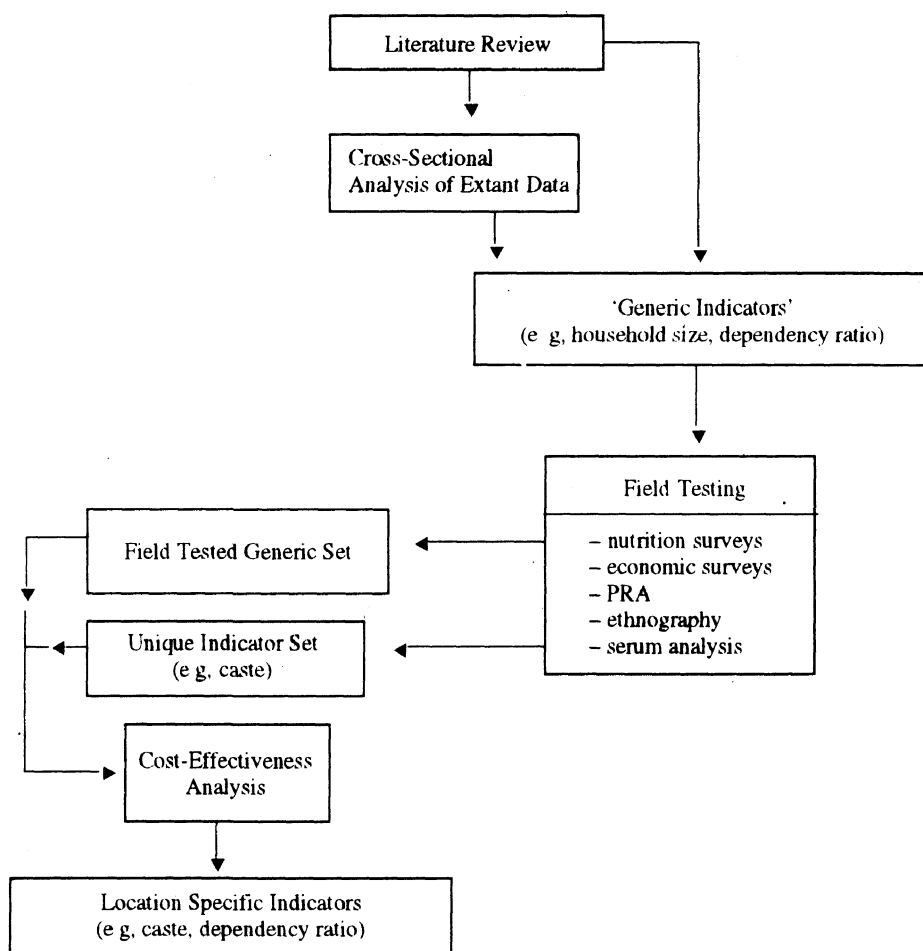 Literature Review
Cross-Sectional
Analysis of Extant Data
'Generic Indicators'
(e g, household size, dependency ratio)
Field Testing
– nutrition surveys
– economic surveys
– PRA
– ethnography
– serum analysis
Field Tested Generic Set
Unique Indicator Set
(e g, caste)
Cost-Effectiveness
Analysis
Location Specific Indicators
(e g, caste, dependency ratio)